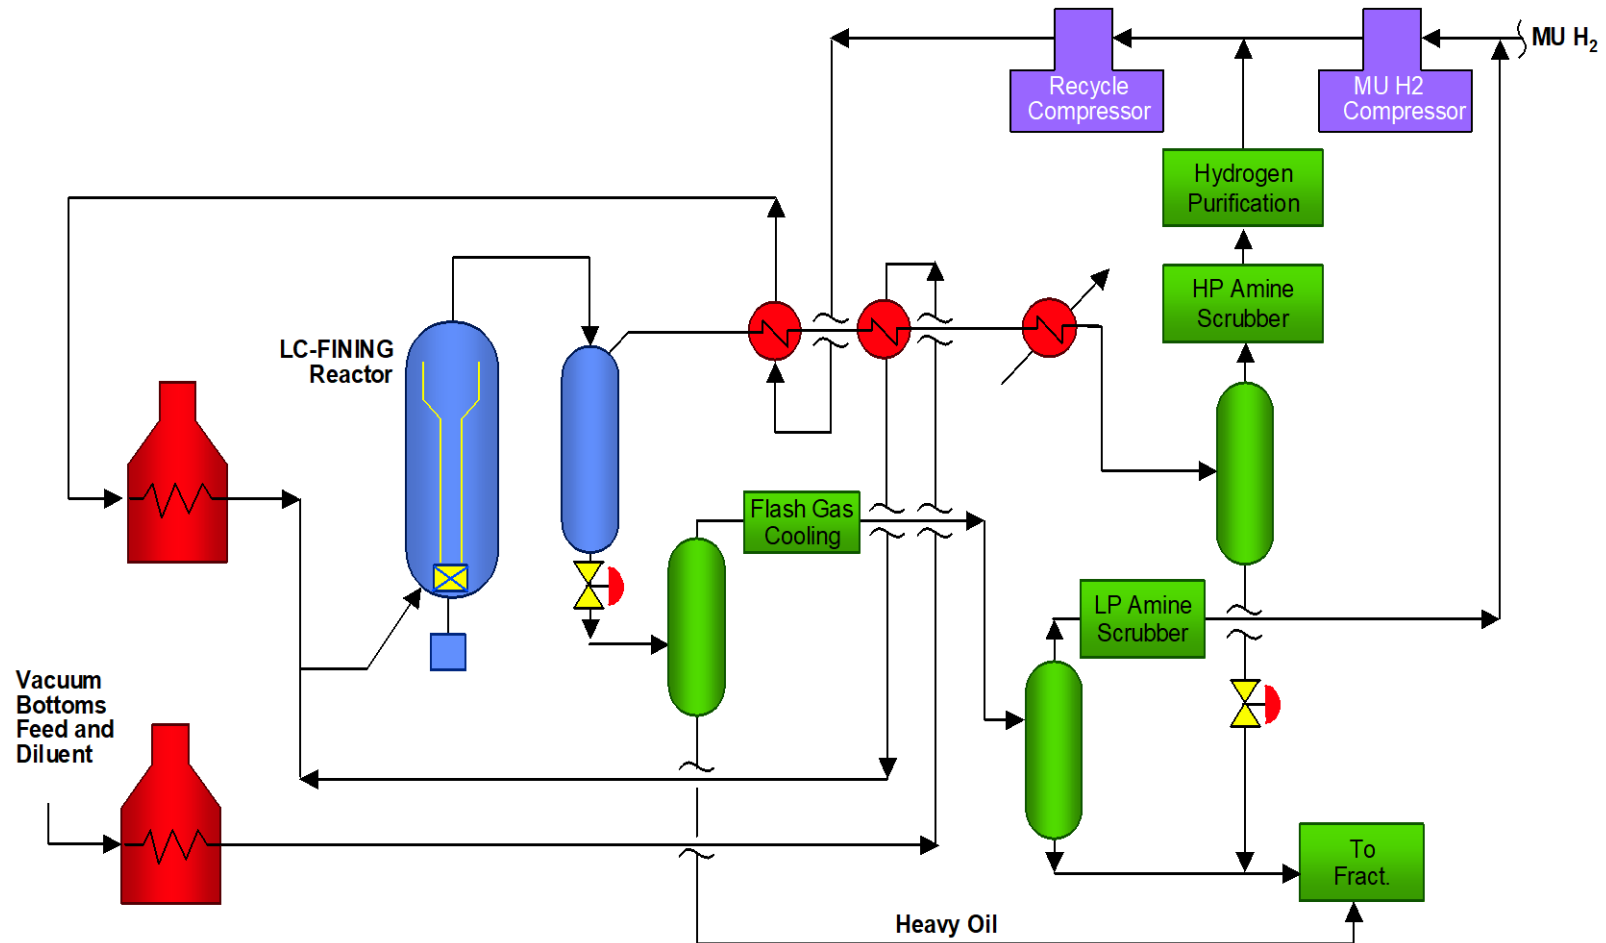 MU H2
Recycle
Compressor
MU H2
Compressor
Hydrogen
Purification
HP Amine
Scrubber
LC-FINING
Reactor
Flash Gas
Cooling
LP Amine
Scrubber
Vacuum
Bottoms
Feed and
Diluent
To
Fract.
Heavy Oil